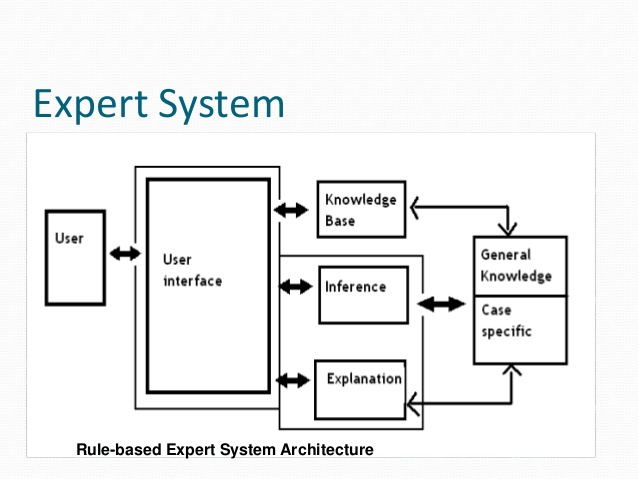 Expert System
User
User
interface
Knowledge
Base
Inference
Explanation
General
Knowledge
Case
specific
Rule-based Expert System Architecture